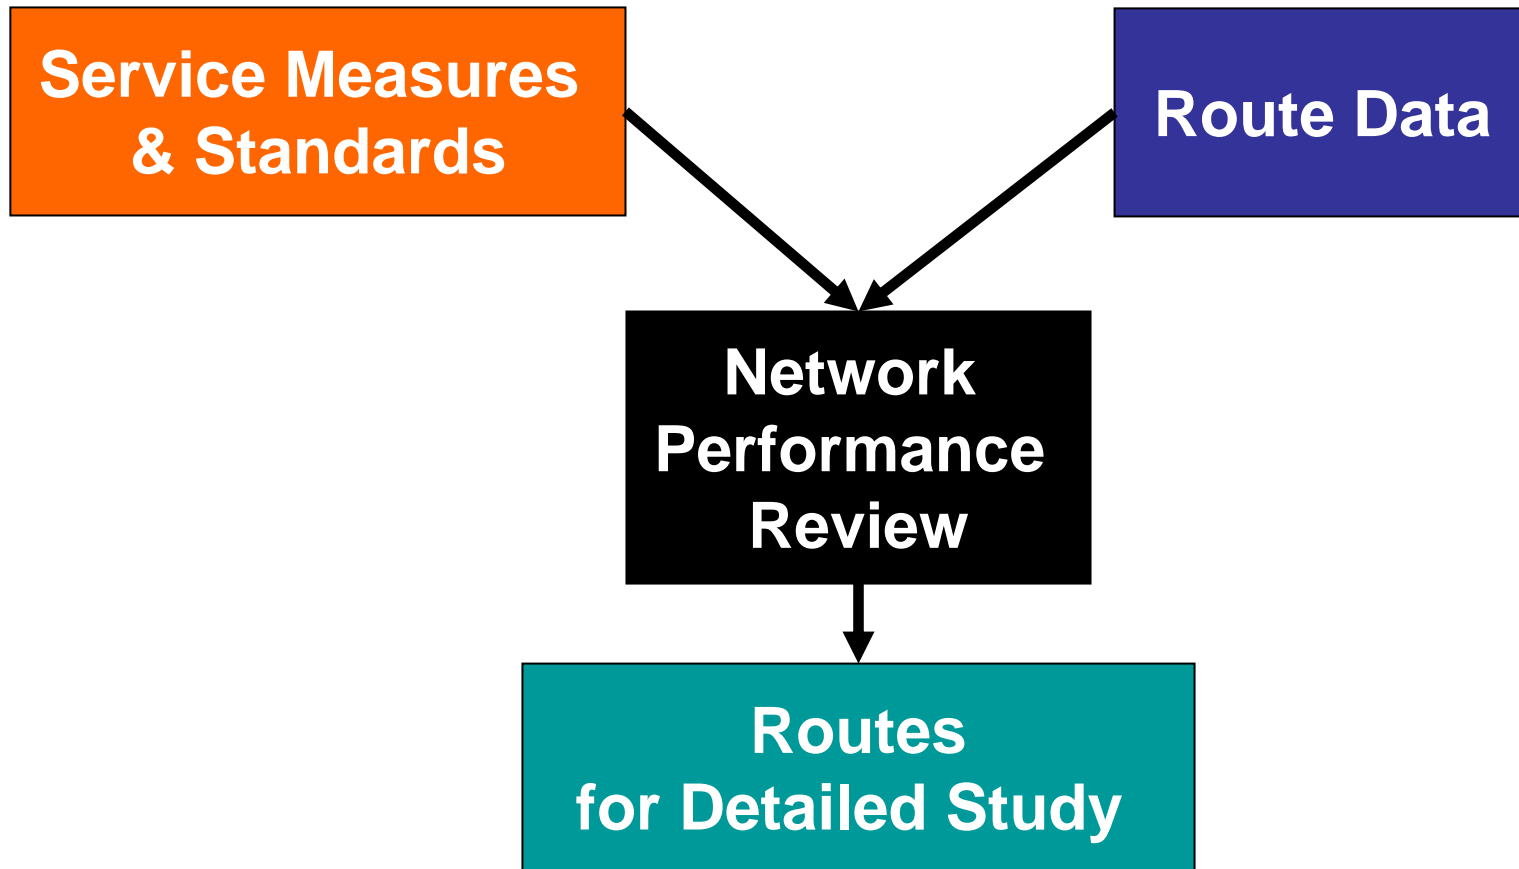 Service Measures
& Standards
Route Data
Network
Performance
Review
Routes
for Detailed Study